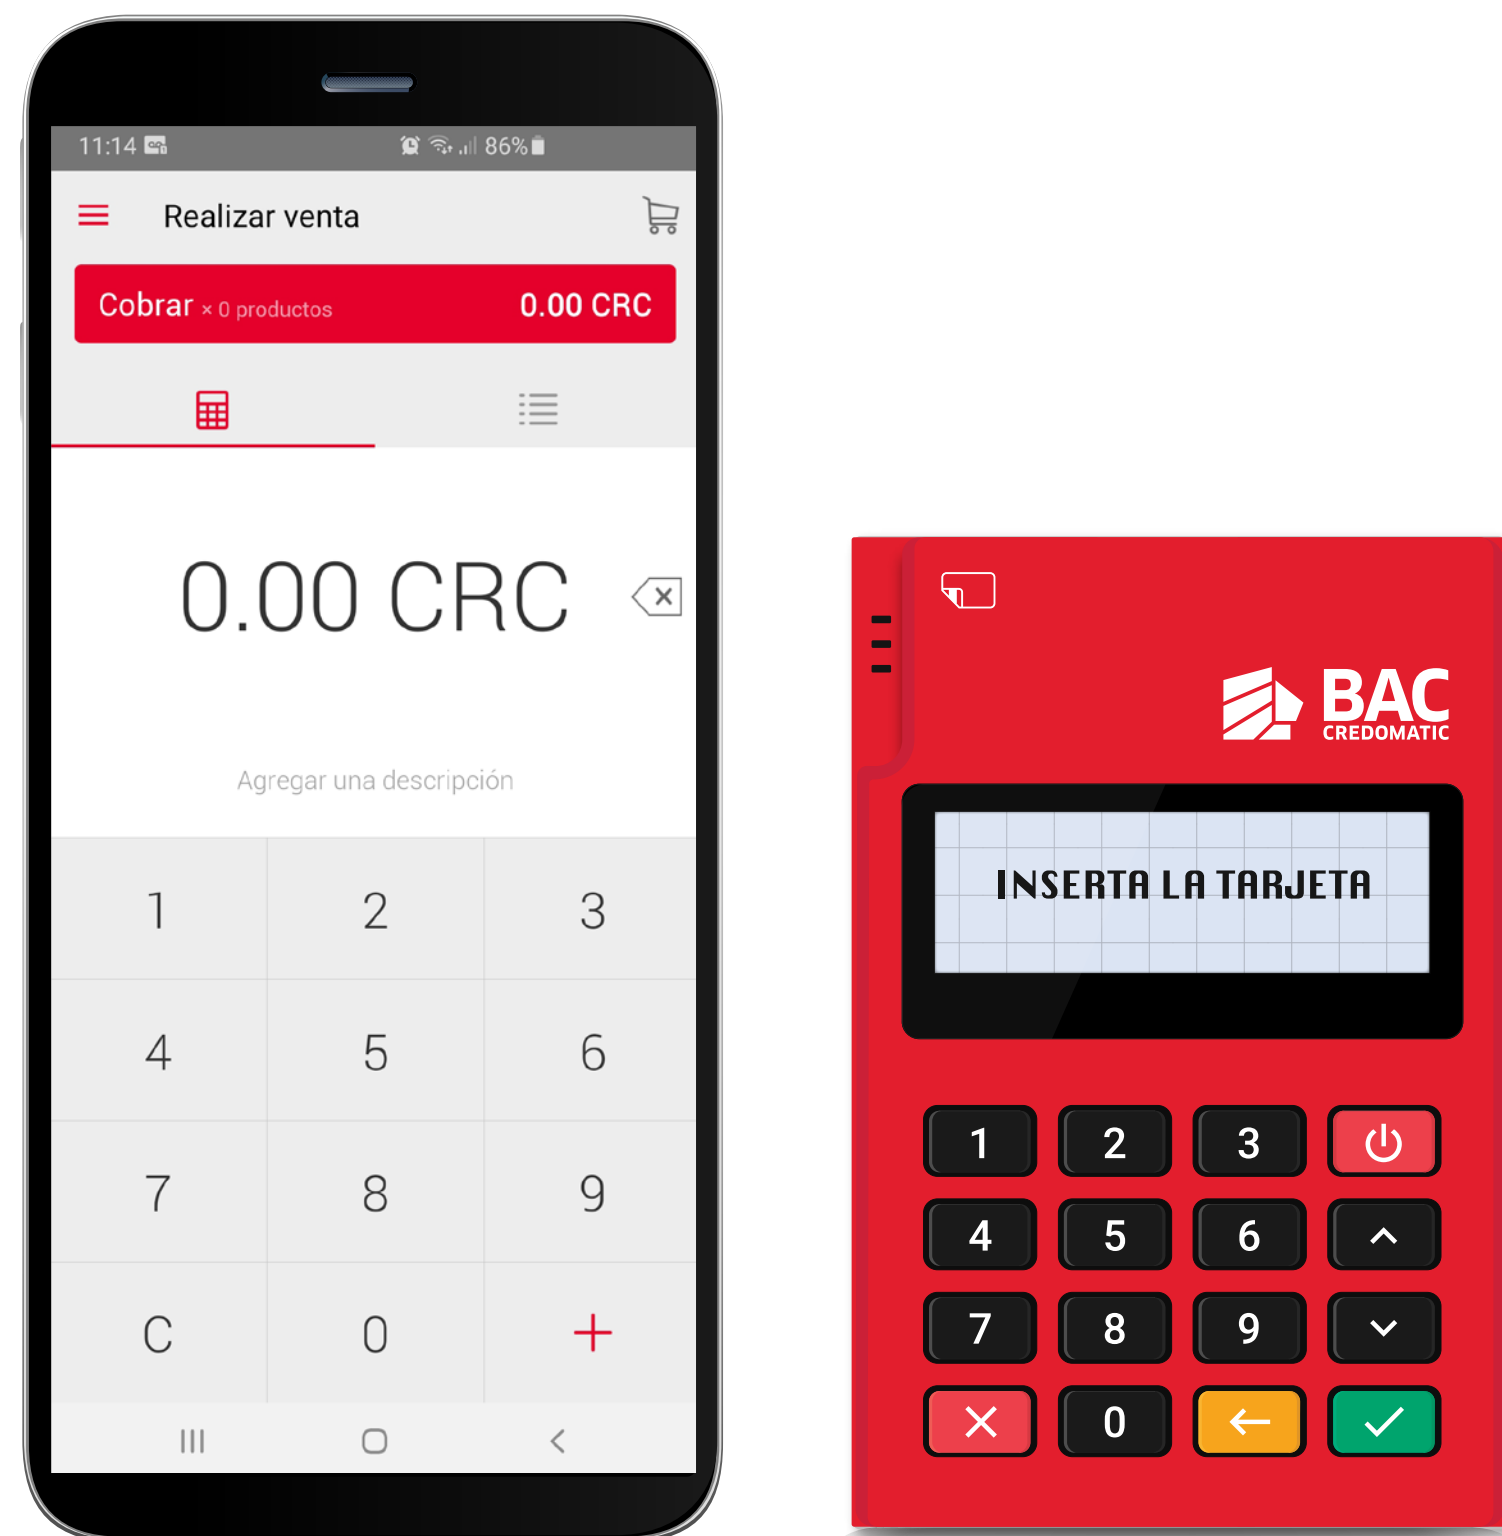 11:14
86%
Realizar venta
Cobrar × 0 productos 0.00 CRC
0.00 CRC
Agregar una descripción
1 2 3
4 5 6
7 8 9
C 0 +
BAC
CREDOMATIC
INSERTA LA TARJETA
1 2 3
4 5 6
7 8 9
0